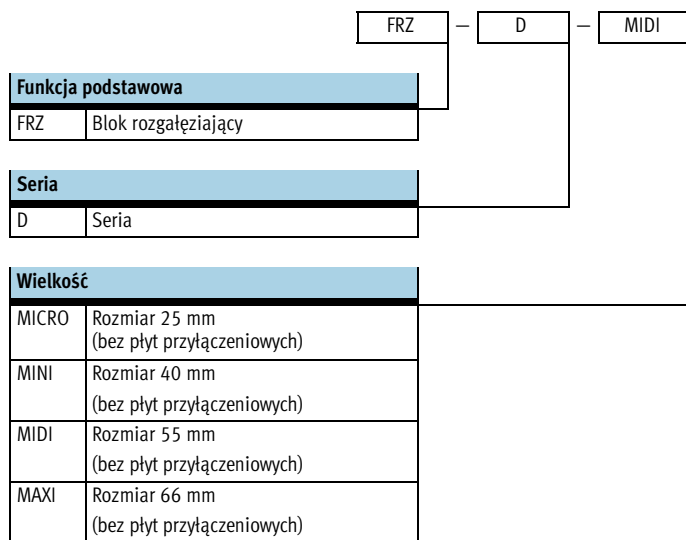 FRZ – D – MIDI
Funkcja podstawowa
FRZ Blok rozgałęziający
Seria
D Seria
Wielkość
MICRO Rozmiar 25 mm
(bez płyt przyłączeniowych)
MINI Rozmiar 40 mm
(bez płyt przyłączeniowych)
MIDI Rozmiar 55 mm
(bez płyt przyłączeniowych)
MAXI Rozmiar 66 mm
(bez płyt przyłączeniowych)